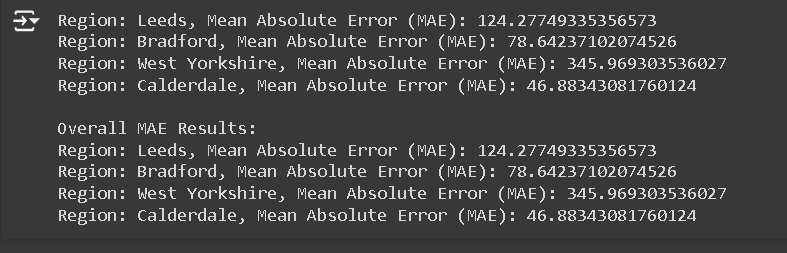 Region: Leeds, Mean Absolute Error (MAE): 124.27749335356573
Region: Bradford, Mean Absolute Error (MAE): 78.64237102074526
Region: West Yorkshire, Mean Absolute Error (MAE): 345.969303536027
Region: Calderdale, Mean Absolute Error (MAE): 46.88343081760124
Overall MAE Results:
Region: Leeds, Mean Absolute Error (MAE): 124.27749335356573
Region: Bradford, Mean Absolute Error (MAE): 78.64237102074526
Region: West Yorkshire, Mean Absolute Error (MAE): 345.969303536027
Region: Calderdale, Mean Absolute Error (MAE): 46.88343081760124